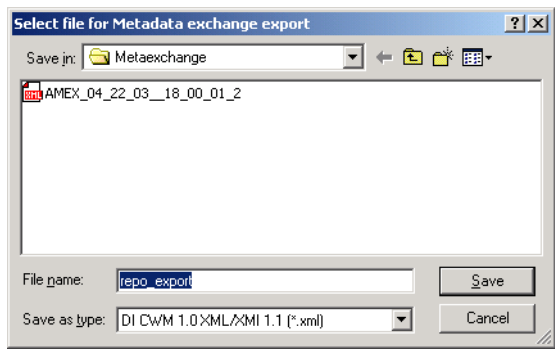 Select file for Metadata exchange export
Save in: Metaexchange
AMEX_04_22_03__18_00_01_2
File name: repo_export Save
Save as type: DI CWM 1.0 XML/XMI 1.1 (*.xml) Cancel